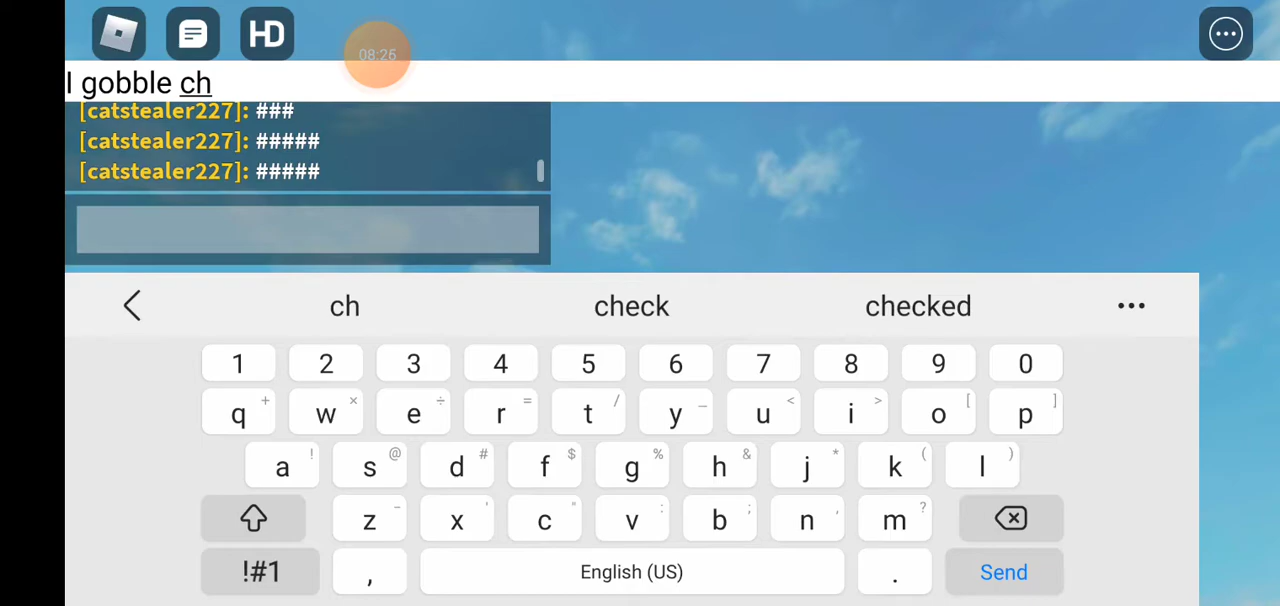 HD
08:26
I gobble ch
[catstealer227]: ###
[catstealer227]: #####
[catstealer227]: #####
ch check checked •••
1 2 3 4 5 6 7 8 9 0
q + w × e ÷ r = t / y _ u < i > o [ p ]
a ! s @ d # f $ g % h & j * k ( l )
z - x ' c " v : b ; n , m ?
!#1 , English (US) . Send